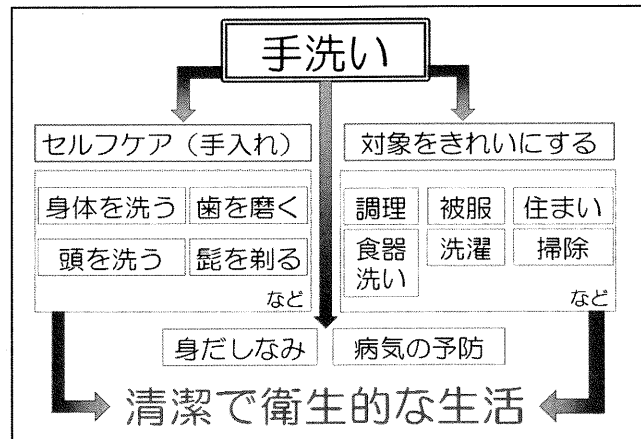 手洗い
セルフケア（手入れ）
対象をきれいにする
身体を洗う
歯を磨く
頭を洗う
髭を剃る
など
調理
被服
住まい
食器
洗い
洗濯
掃除
など
身だしなみ
病気の予防
清潔で衛生的な生活